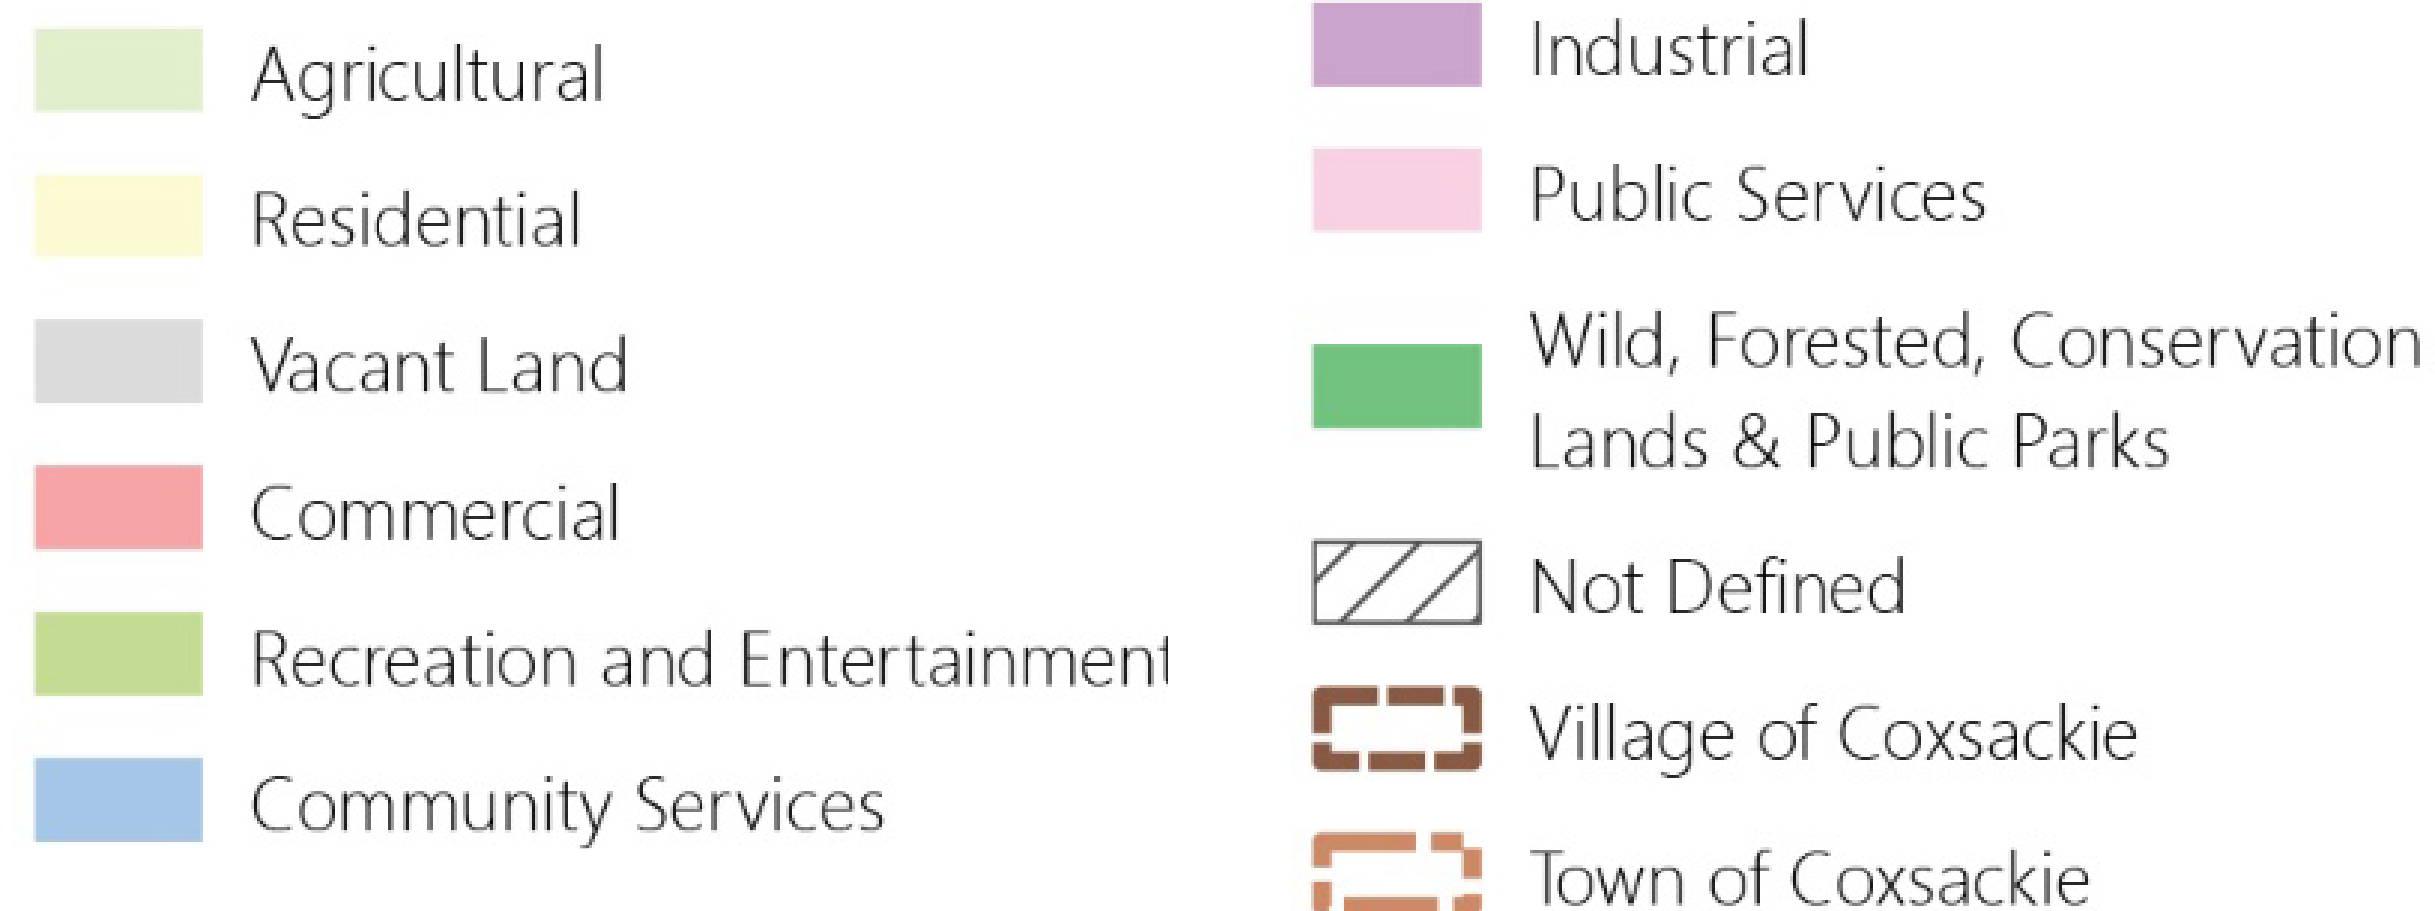 Agricultural
Residential
Vacant Land
Commercial
Recreation and Entertainment
Community Services
Industrial
Public Services
Wild, Forested, Conservation
Lands & Public Parks
Not Defined
Village of Coxsackie
Town of Coxsackie